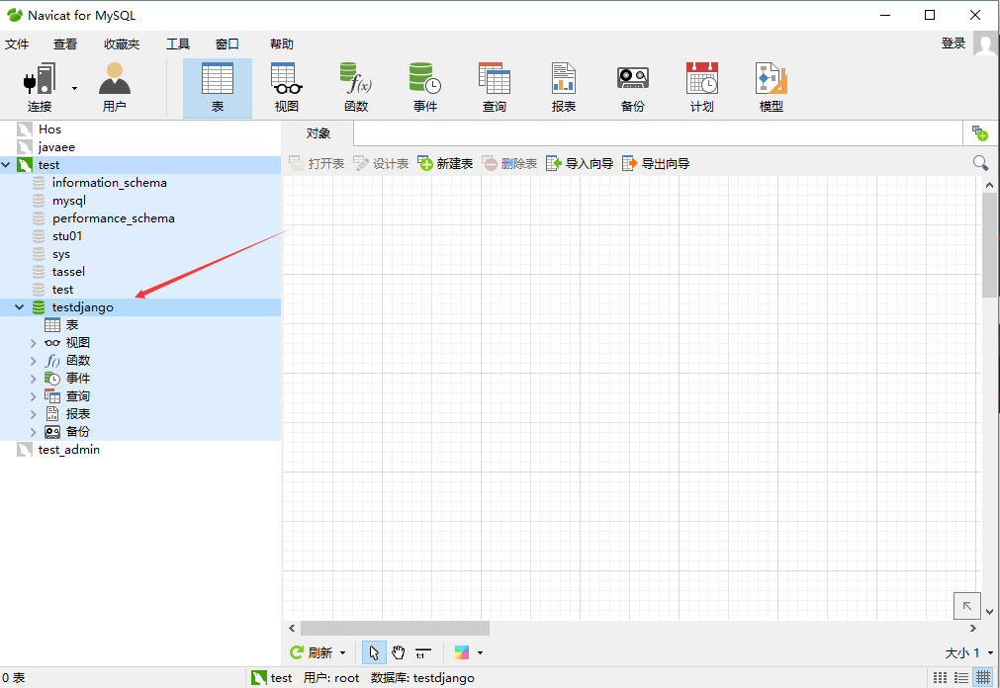 Navicat for MySQL
文件 查看 收藏夹 工具 窗口 帮助 登录
连接 用户 表 视图 函数 事件 查询 报表 备份 计划 模型
对象
打开表 设计表 新建表 删除表 导入向导 导出向导
Hos
javaee
test
information_schema
mysql
performance_schema
stu01
sys
tassel
test
testdjango
表
视图
函数
事件
查询
报表
备份
test_admin
刷新 1:1 大小 1
0 表 test 用户: root 数据库: testdjango